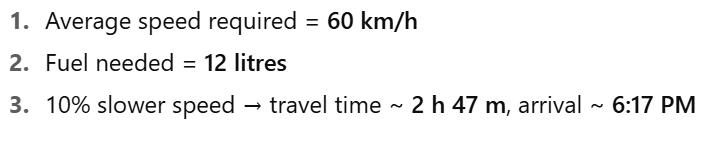 1. Average speed required = 60 km/h
2. Fuel needed = 12 litres
3. 10% slower speed → travel time ~ 2 h 47 m, arrival ~ 6:17 PM